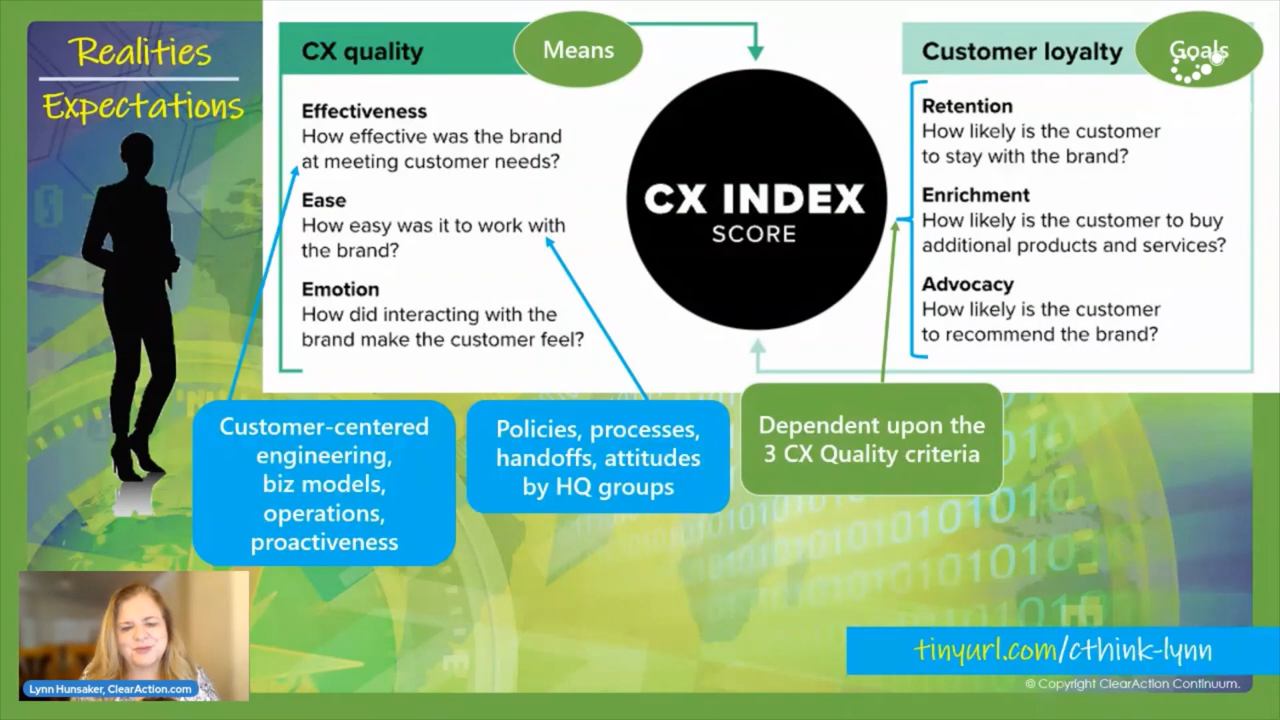 Realities
Expectations
CX quality
Means
Effectiveness
How effective was the brand
at meeting customer needs?
Ease
How easy was it to work with
the brand?
Emotion
How did interacting with the
brand make the customer feel?
CX INDEX
SCORE
Customer loyalty
Goals
Retention
How likely is the customer
to stay with the brand?
Enrichment
How likely is the customer to buy
additional products and services?
Advocacy
How likely is the customer
to recommend the brand?
Customer-centered
engineering,
biz models,
operations,
proactiveness
Policies, processes,
handoffs, attitudes
by HQ groups
Dependent upon the
3 CX Quality criteria
Lynn Hunsaker, ClearAction.com
tinyurl.com/cthink-lynn
© Copyright ClearAction Continuum.